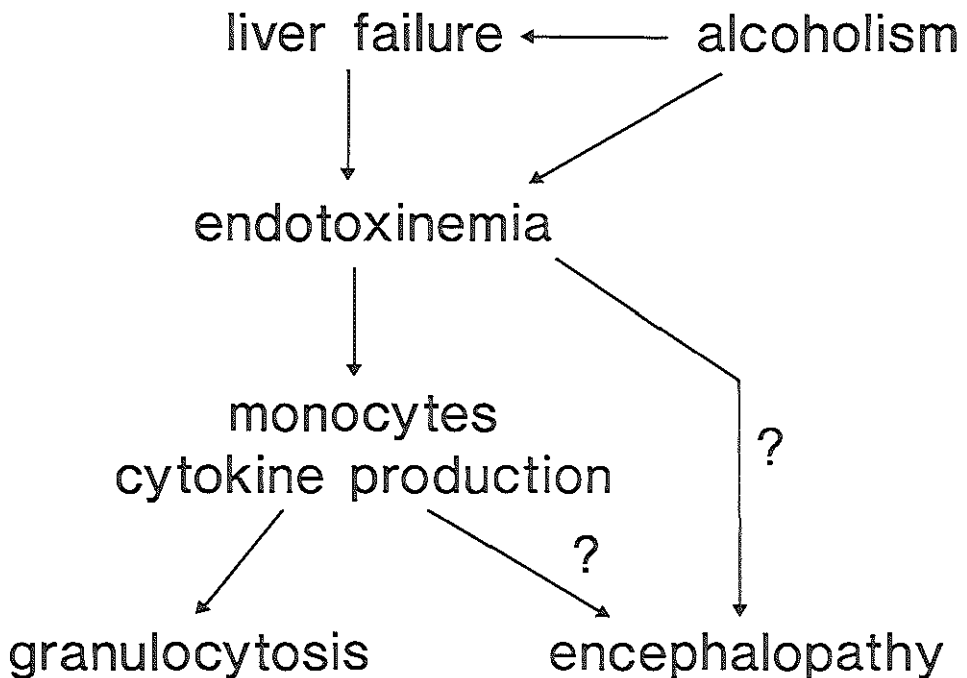 liver failure
alcoholism
endotoxinemia
monocytes
cytokine production
?
?
granulocytosis
encephalopathy